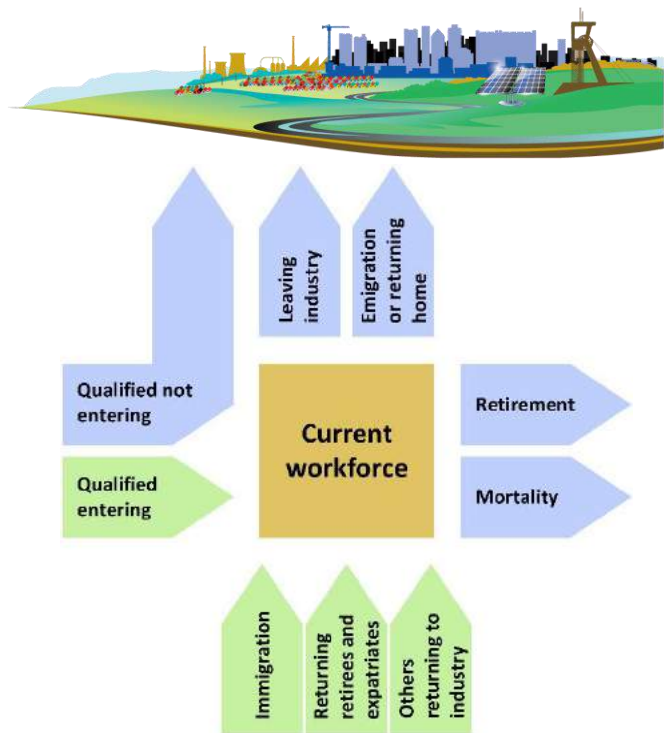 Leaving
industry
Emigration
or returning
home
Qualified not
entering
Current
workforce
Retirement
Qualified
entering
Mortality
Immigration
Returning
retirees and
expatriates
Others
returning to
industry